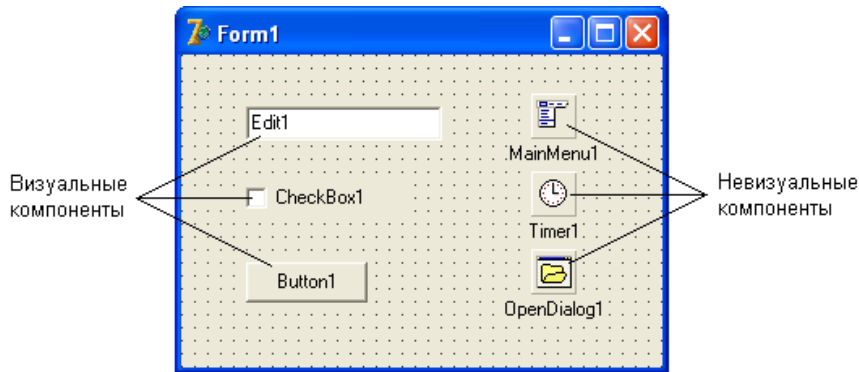 Form1
Edit1
MainMenu1
Визуальные
компоненты
CheckBox1
Невизуальные
компоненты
Timer1
Button1
OpenDialog1